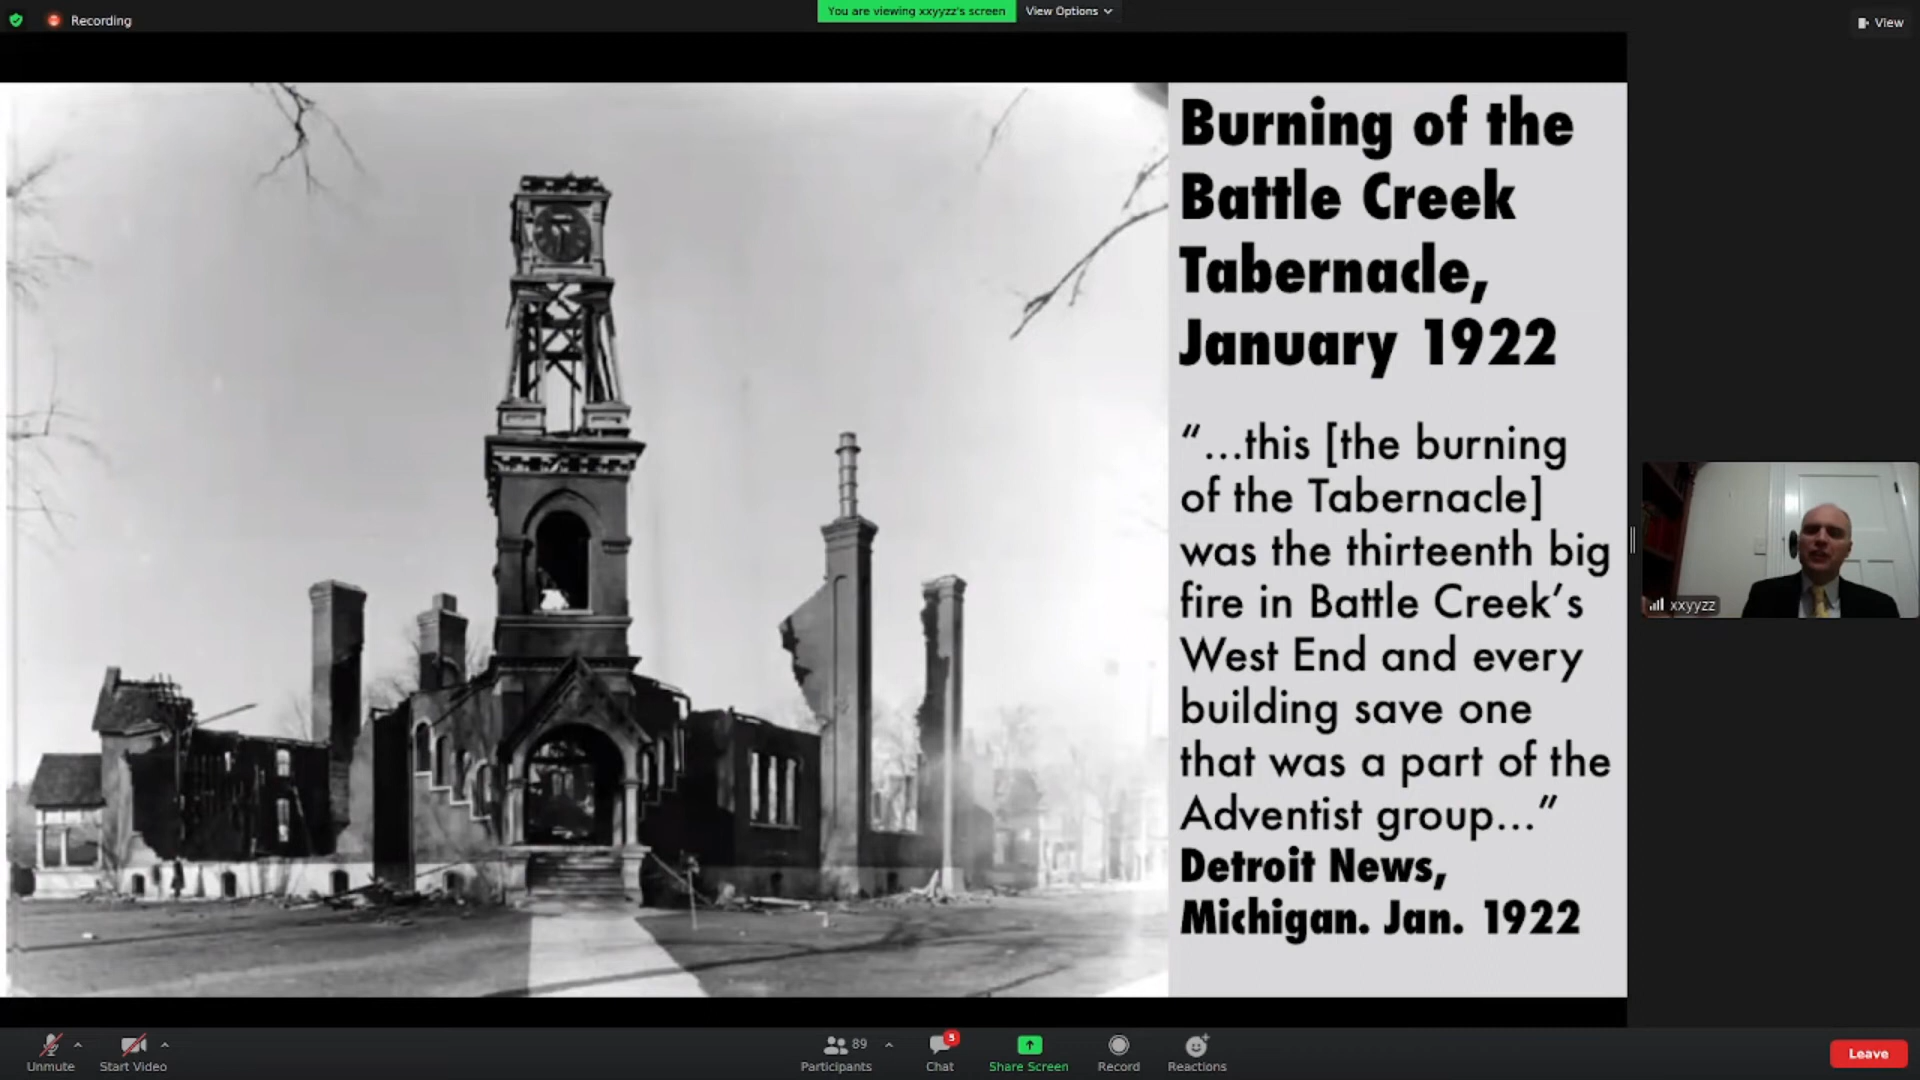 Recording
You are viewing xxyyzz's screen
View Options
View
Burning of the
Battle Creek
Tabernacle,
January 1922
“...this [the burning
of the Tabernacle]
was the thirteenth big
fire in Battle Creek’s
West End and every
building save one
that was a part of the
Adventist group...”
Detroit News,
Michigan. Jan. 1922
xxyyzz
Unmute
Start Video
89
Participants
5
Chat
Share Screen
Record
Reactions
Leave